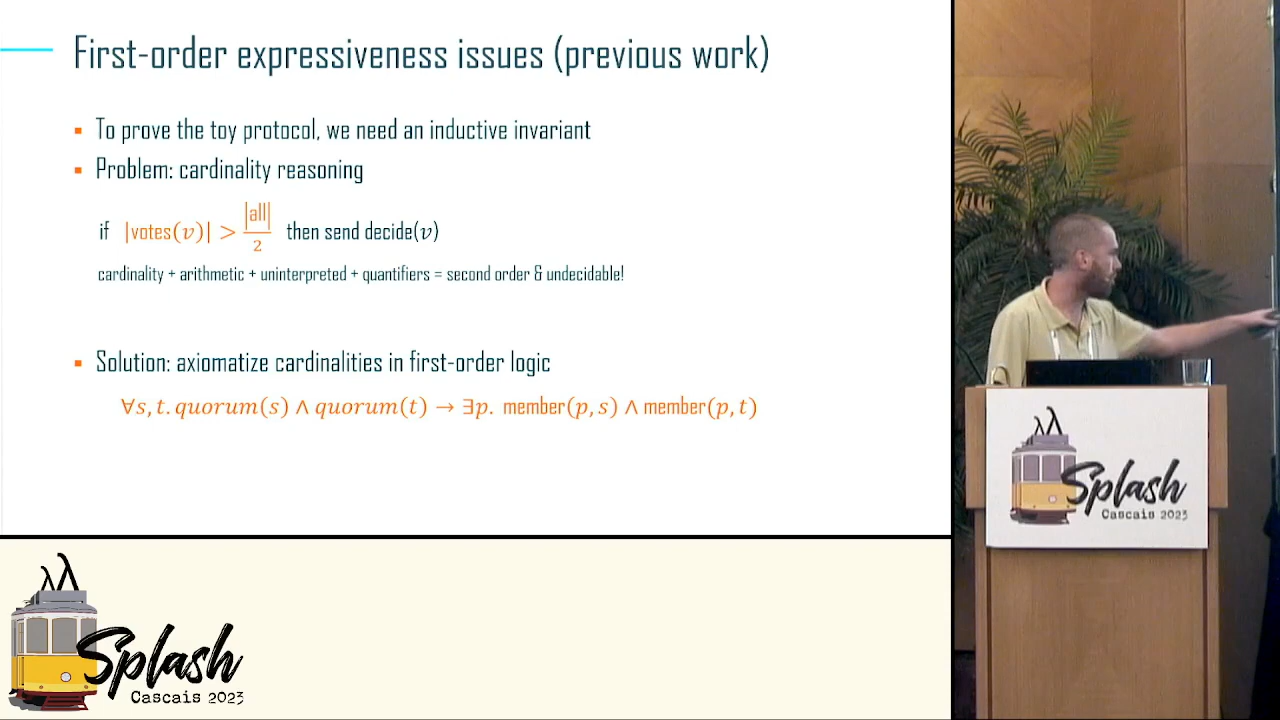 First-order expressiveness issues (previous work)
▪ To prove the toy protocol, we need an inductive invariant
▪ Problem: cardinality reasoning
if |votes(v)| > |all|/2 then send decide(v)
cardinality + arithmetic + uninterpreted + quantifiers = second order & undecidable!
▪ Solution: axiomatize cardinalities in first-order logic
∀s, t. quorum(s) ∧ quorum(t) → ∃p. member(p, s) ∧ member(p, t)
Splash
Cascais 2023
Splash
Cascais 2023